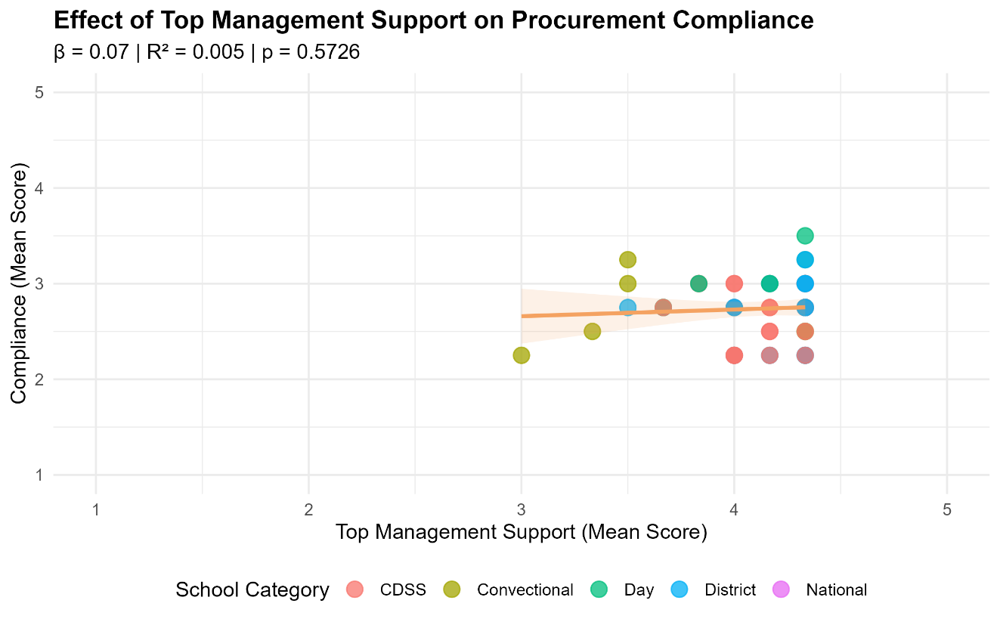 Effect of Top Management Support on Procurement Compliance
β = 0.07 | R² = 0.005 | p = 0.5726
Compliance (Mean Score)
5
4
3
2
1
1 2 3 4 5
Top Management Support (Mean Score)
School Category CDSS Convectional Day District National